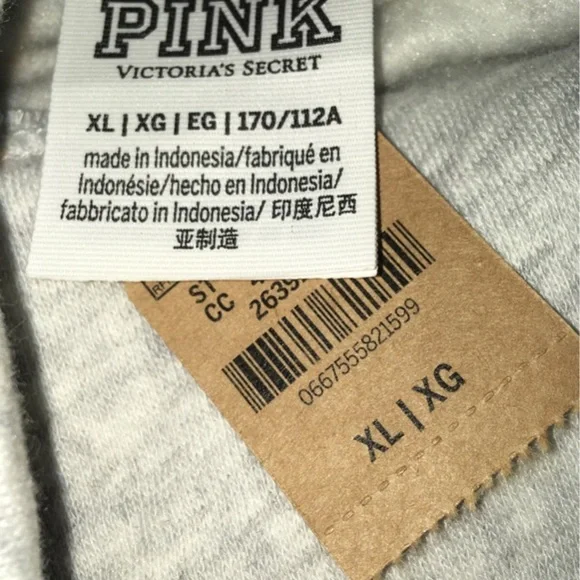 PINK
VICTORIA'S SECRET
XL | XG | EG | 170/112A
made in Indonesia/fabriqué en
Indonésie/hecho en Indonesia/
fabbricato in Indonesia/ 印度尼西
亚制造
CC
0667555821599
XL | XG